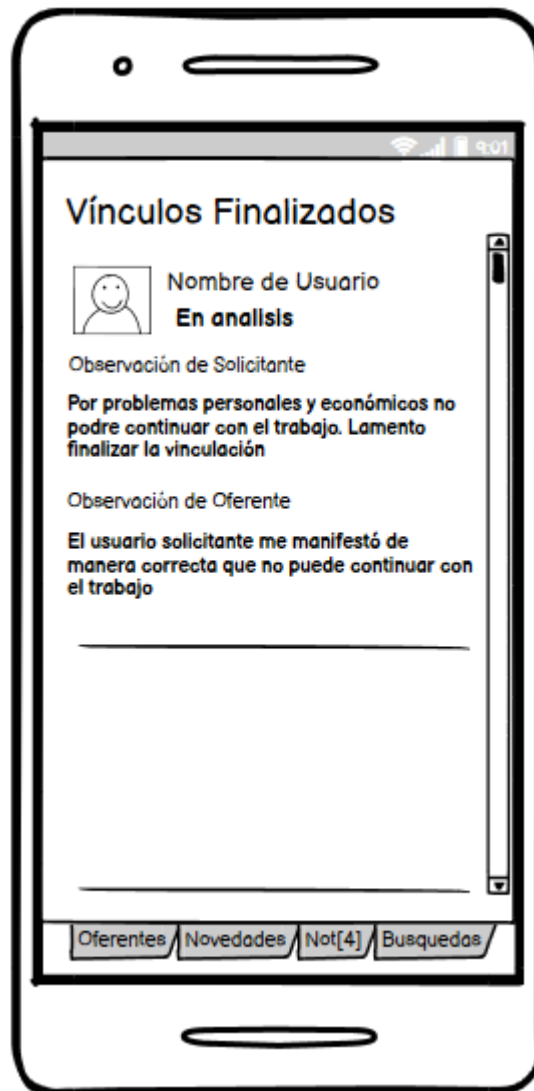 9:01
Vínculos Finalizados
Nombre de Usuario
En analisis
Observación de Solicitante
Por problemas personales y económicos no
podre continuar con el trabajo. Lamento
finalizar la vinculación
Observación de Oferente
El usuario solicitante me manifestó de
manera correcta que no puede continuar con
el trabajo
Oferentes Novedades Not[4] Busquedas